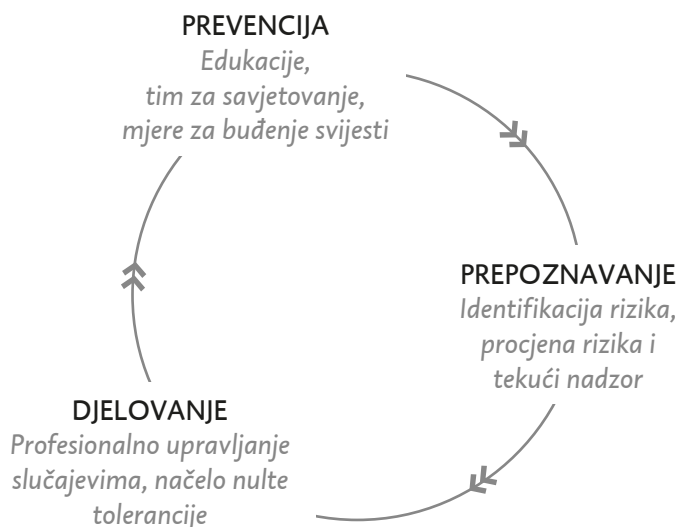 PREVENCIJA
Edukacije,
tim za savjetovanje,
mjere za buđenje svijesti
PREPOZNAVANJE
Identifikacija rizika,
procjena rizika i
tekući nadzor
DJELOVANJE
Profesionalno upravljanje
slučajevima, načelo nulte
tolerancije